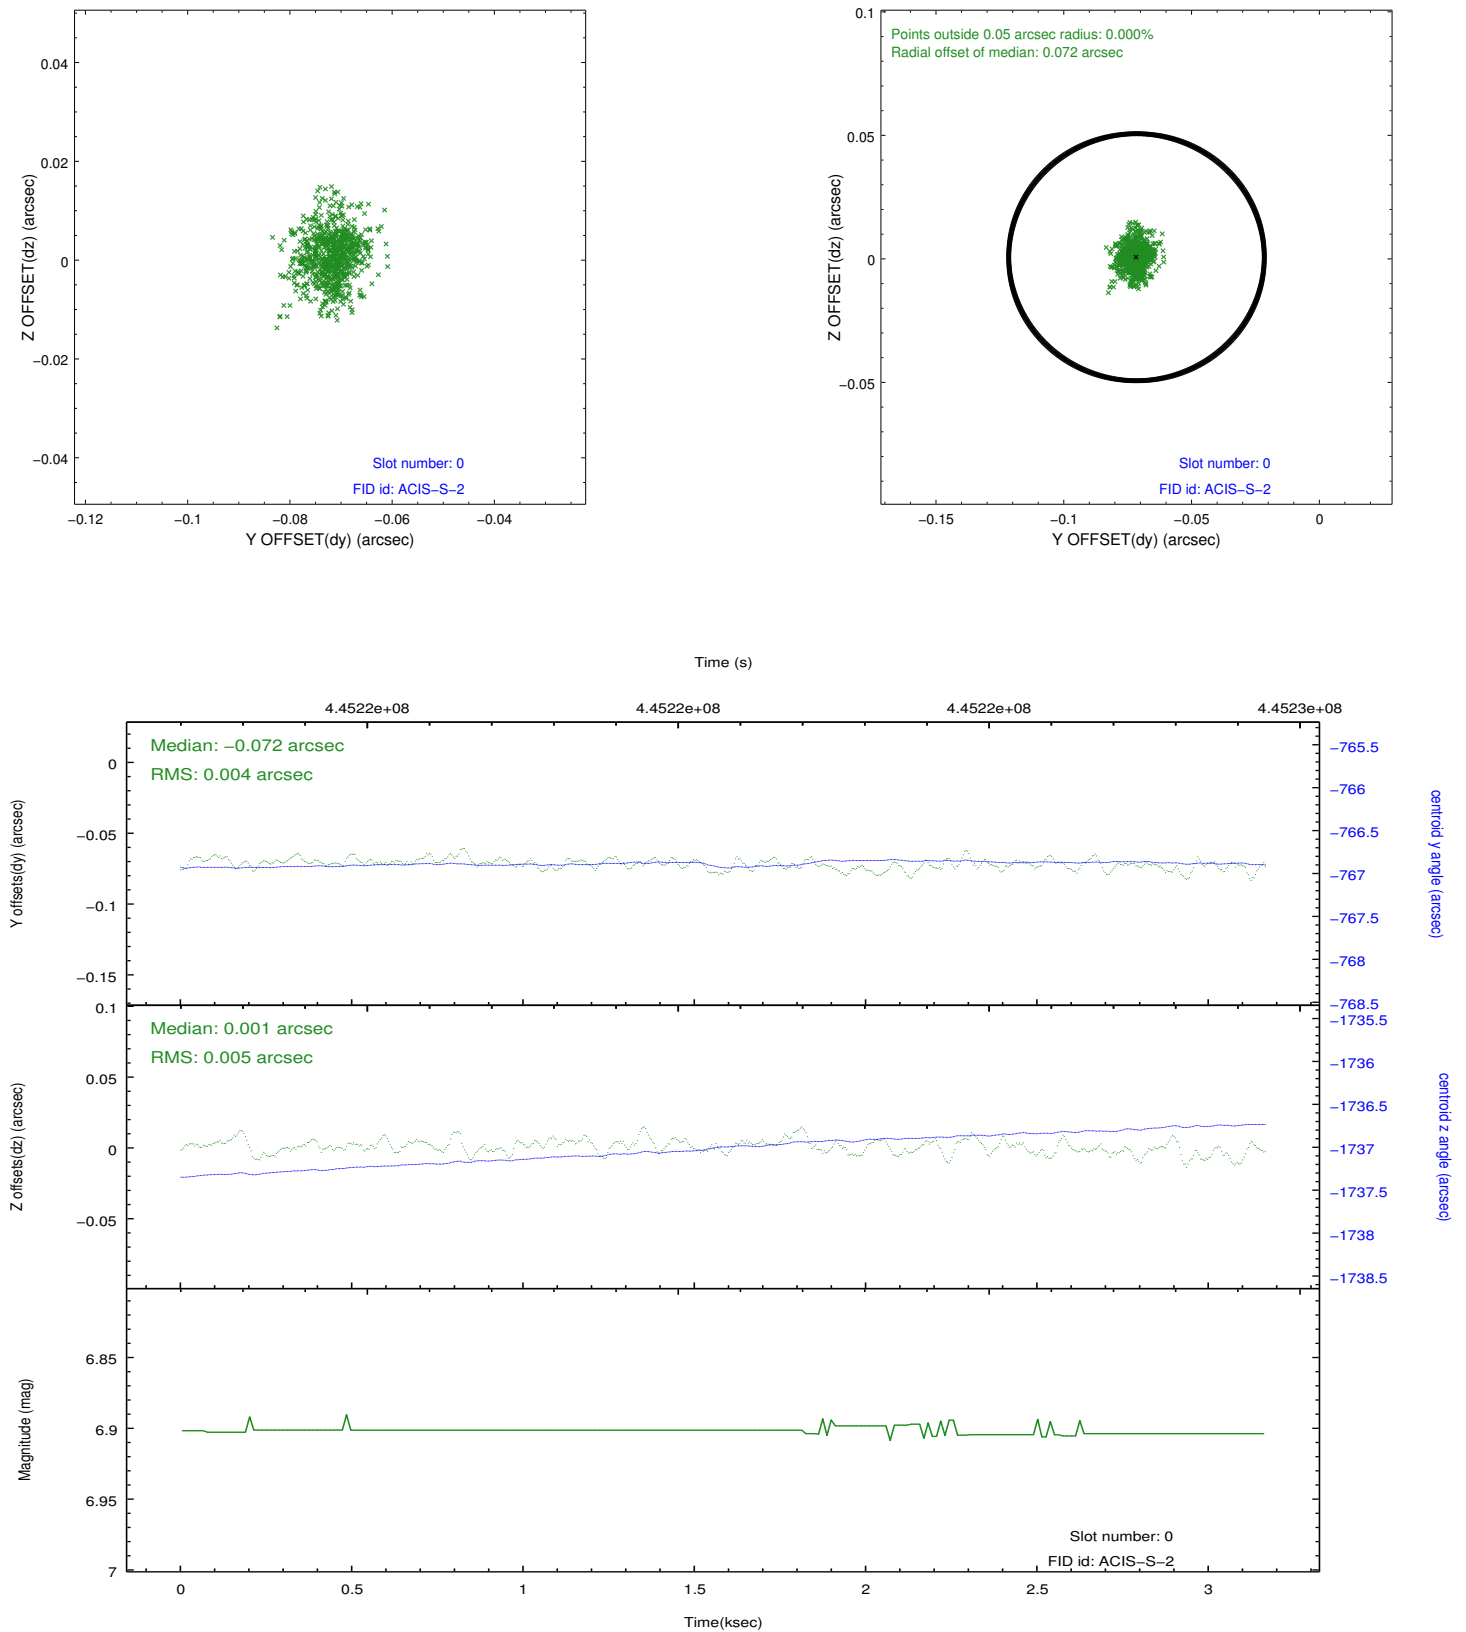 0.04
0.02
0
−0.02
−0.04
Z OFFSET(dz) (arcsec)
Slot number: 0
FID id: ACIS−S−2
−0.12
−0.1
−0.08
−0.06
−0.04
Y OFFSET(dy) (arcsec)
0.1
0.05
0
−0.05
Z OFFSET(dz) (arcsec)
Points outside 0.05 arcsec radius: 0.000%
Radial offset of median: 0.072 arcsec
Slot number: 0
FID id: ACIS−S−2
−0.15
−0.1
−0.05
0
Y OFFSET(dy) (arcsec)
Time (s)
4.4522e+08
4.4522e+08
4.4522e+08
4.4523e+08
Median: −0.072 arcsec
RMS: 0.004 arcsec
0
−0.05
−0.1
−0.15
Y offsets(dy) (arcsec)
−765.5
−766
−766.5
−767
−767.5
−768
−768.5
centroid y angle (arcsec)
Median: 0.001 arcsec
RMS: 0.005 arcsec
0.1
0.05
0
−0.05
Z offsets(dz) (arcsec)
−1735.5
−1736
−1736.5
−1737
−1737.5
−1738
−1738.5
centroid z angle (arcsec)
6.85
6.9
6.95
7
Magnitude (mag)
Slot number: 0
FID id: ACIS−S−2
0
0.5
1
1.5
2
2.5
3
Time(ksec)